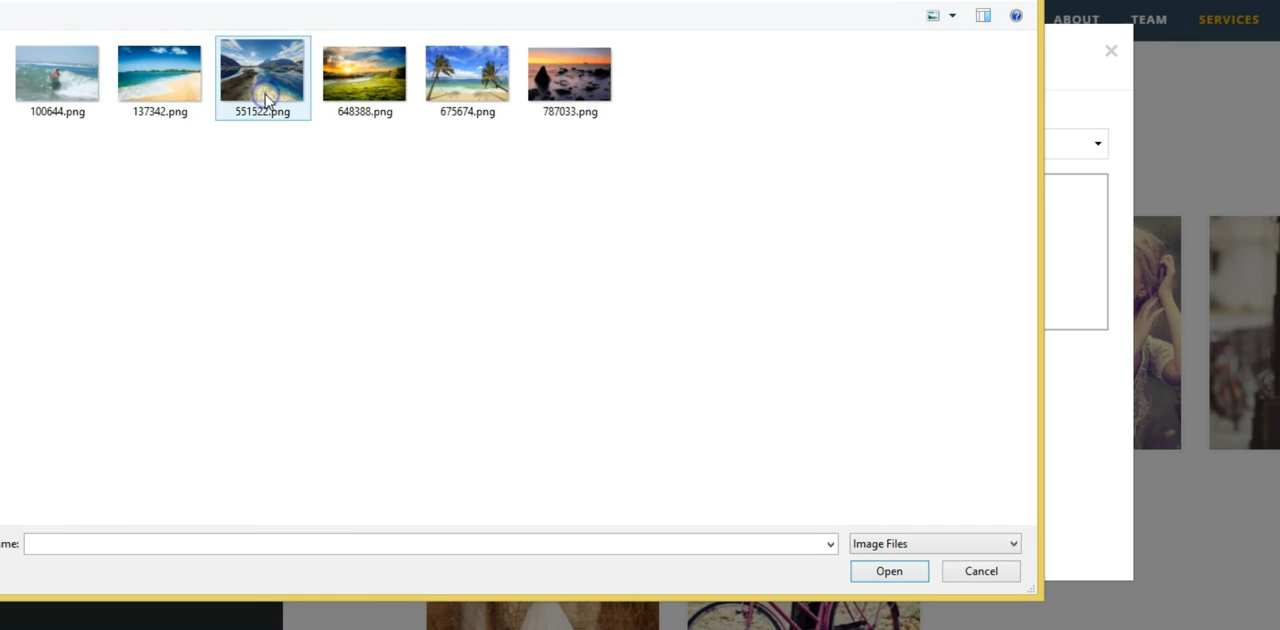 ABOUT TEAM SERVICES
100644.png 137342.png 551522.png 648388.png 675674.png 787033.png
me: Image Files
Open Cancel